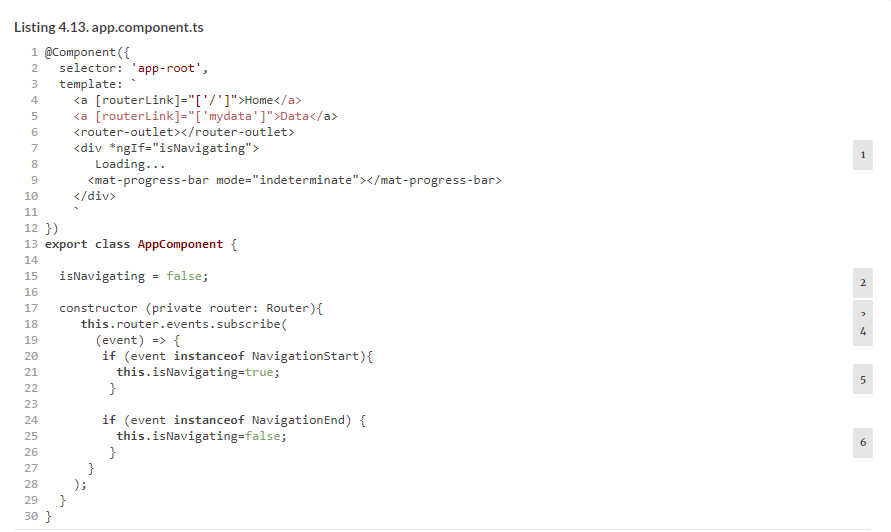 Listing 4.13. app.component.ts
1 @Component({
2   selector: 'app-root',
3   template: `
4     <a [routerLink]="['/']">Home</a>
5     <a [routerLink]="['mydata']">Data</a>
6     <router-outlet></router-outlet>
7     <div *ngIf="isNavigating">  1
8        Loading...
9       <mat-progress-bar mode="indeterminate"></mat-progress-bar>
10     </div>
11     `
12 })
13 export class AppComponent {
14
15   isNavigating = false;  2
16
17   constructor (private router: Router){
18      this.router.events.subscribe(  4
19        (event) => {
20         if (event instanceof NavigationStart){
21           this.isNavigating=true;  5
22          }
23
24         if (event instanceof NavigationEnd) {
25           this.isNavigating=false;  6
26          }
27       }
28     );
29   }
30 }